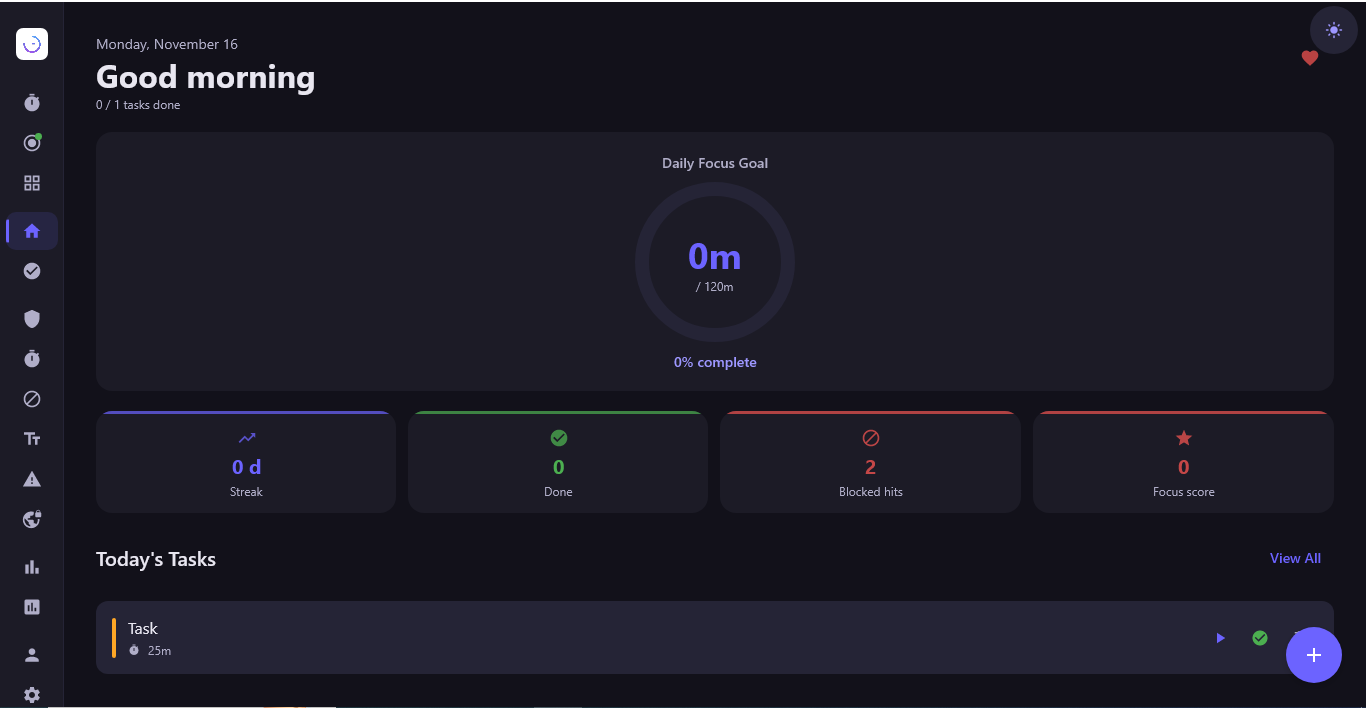 Monday, November 16
Good morning
0 / 1 tasks done
Daily Focus Goal
0m
/ 120m
0% complete
0 d
Streak
0
Done
2
Blocked hits
0
Focus score
Today's Tasks
View All
Task
25m